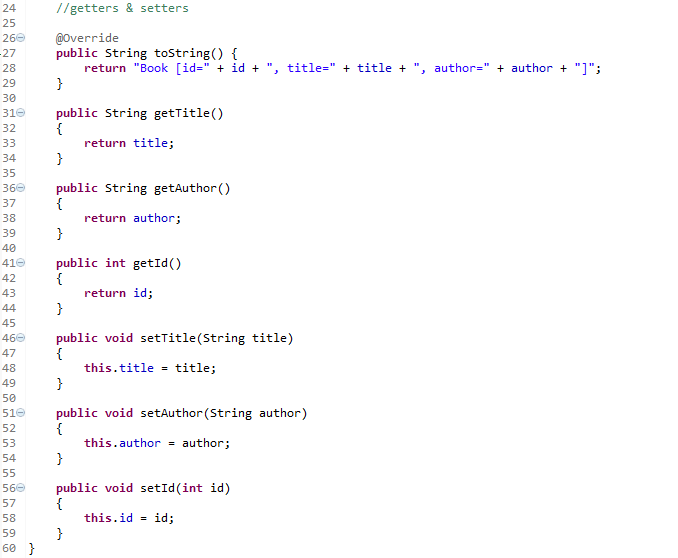 24 //getters & setters
25
26 @Override
27 public String toString() {
28 return "Book [id=" + id + ", title=" + title + ", author=" + author + "]";
29 }
30
31 public String getTitle()
32 {
33 return title;
34 }
35
36 public String getAuthor()
37 {
38 return author;
39 }
40
41 public int getId()
42 {
43 return id;
44 }
45
46 public void setTitle(String title)
47 {
48 this.title = title;
49 }
50
51 public void setAuthor(String author)
52 {
53 this.author = author;
54 }
55
56 public void setId(int id)
57 {
58 this.id = id;
59 }
60 }